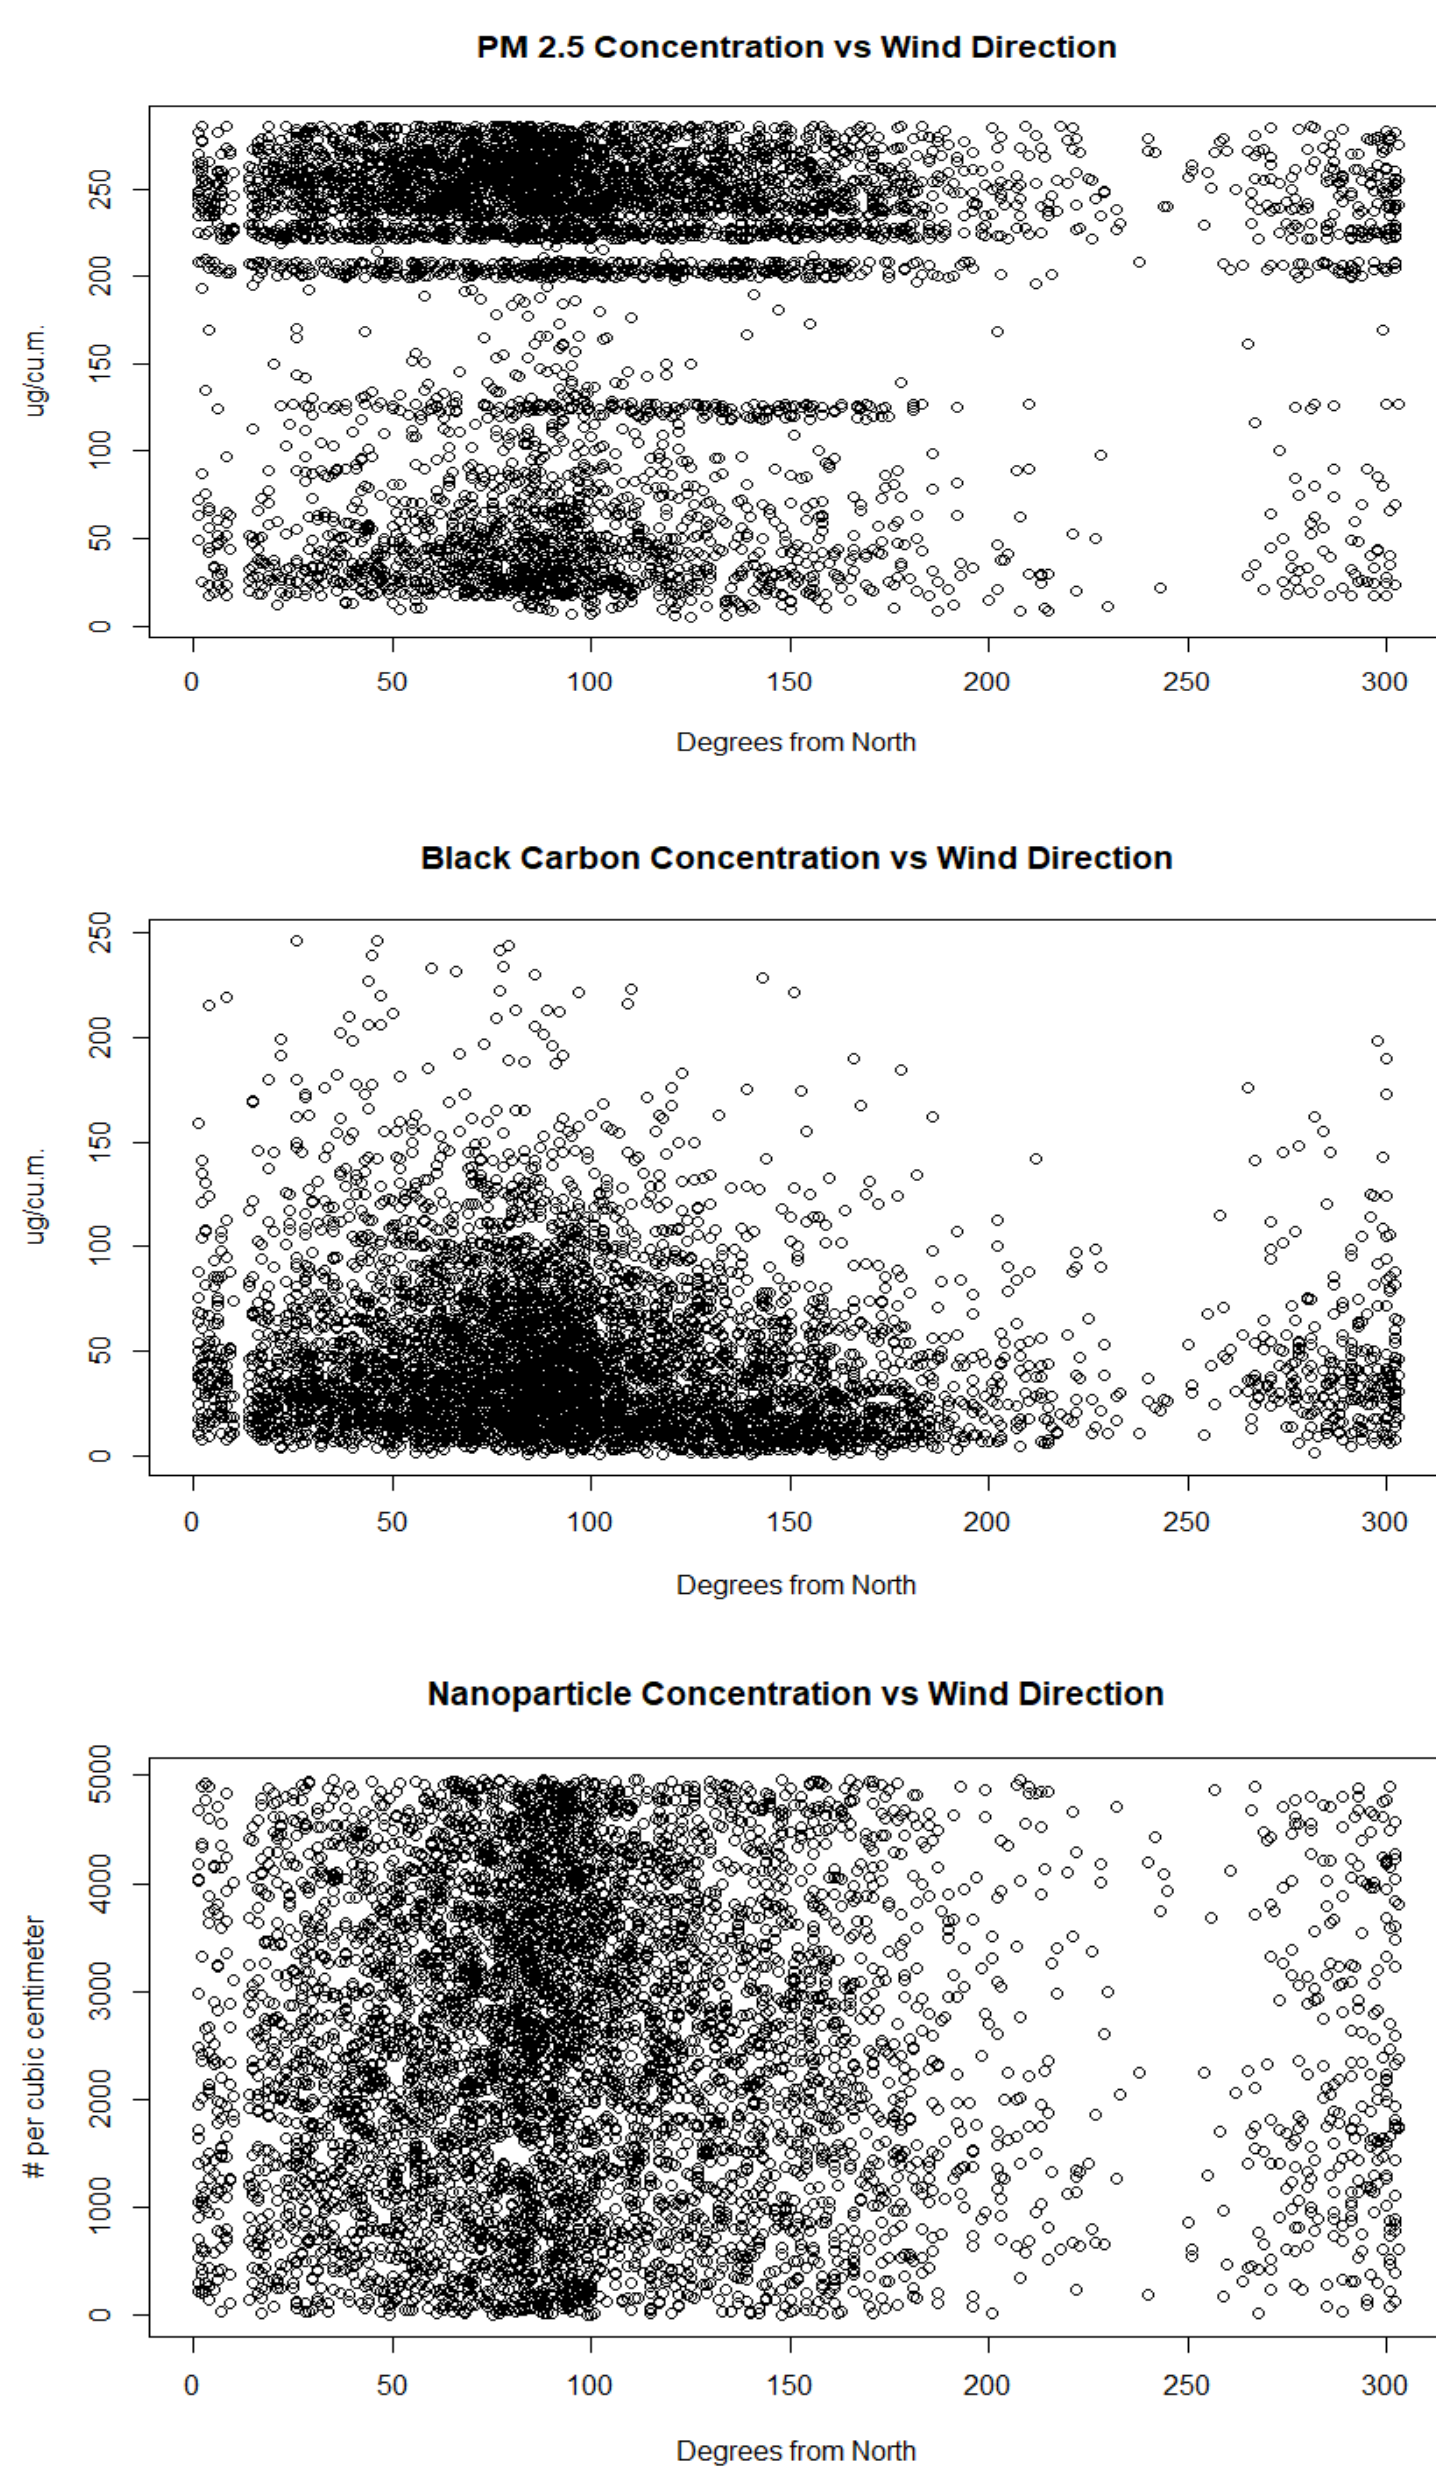 PM 2.5 Concentration vs Wind Direction
250
200
150
100
50
0
ug/cu.m.
0 50 100 150 200 250 300
Degrees from North
Black Carbon Concentration vs Wind Direction
250
200
150
100
50
0
ug/cu.m.
0 50 100 150 200 250 300
Degrees from North
Nanoparticle Concentration vs Wind Direction
5000
4000
3000
2000
1000
0
# per cubic centimeter
0 50 100 150 200 250 300
Degrees from North